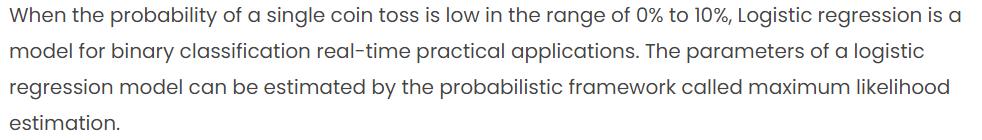 When the probability of a single coin toss is low in the range of 0% to 10%, Logistic regression is a
model for binary classification real-time practical applications. The parameters of a logistic
regression model can be estimated by the probabilistic framework called maximum likelihood
estimation.